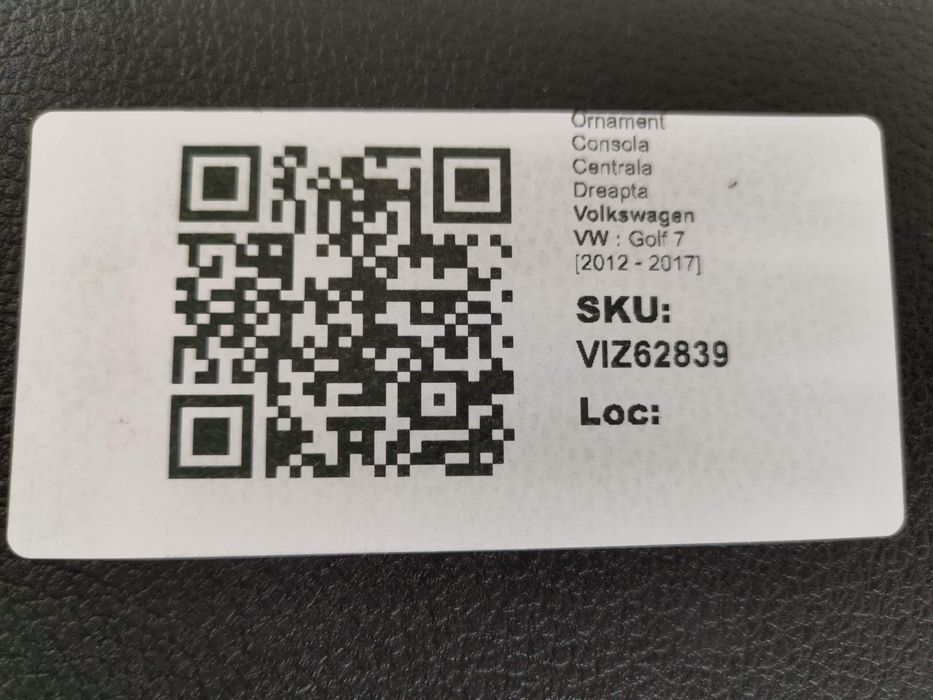 Ornament
Consola
Centrala
Dreapta
Volkswagen
VW : Golf 7
[2012 - 2017]
SKU:
VIZ62839
Loc: